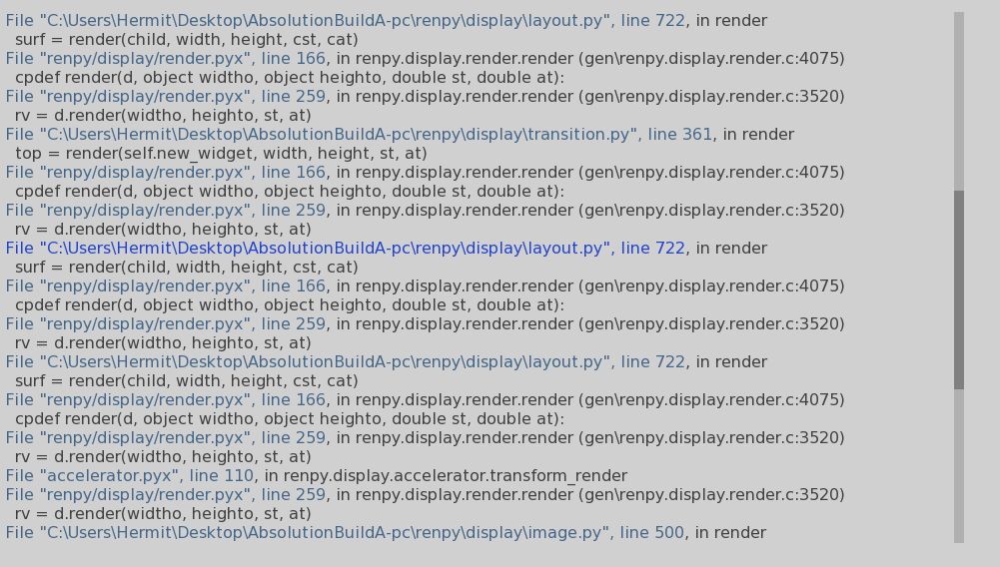 File "C:\Users\Hermit\Desktop\AbsolutionBuildA-pc\renpy\display\layout.py", line 722, in render
surf = render(child, width, height, cst, cat)
File "renpy/display/render.pyx", line 166, in renpy.display.render.render (gen\renpy.display.render.c:4075)
cpdef render(d, object widtho, object heighto, double st, double at):
File "renpy/display/render.pyx", line 259, in renpy.display.render.render (gen\renpy.display.render.c:3520)
rv = d.render(widtho, heighto, st, at)
File "C:\Users\Hermit\Desktop\AbsolutionBuildA-pc\renpy\display\transition.py", line 361, in render
top = render(self.new_widget, width, height, st, at)
File "renpy/display/render.pyx", line 166, in renpy.display.render.render (gen\renpy.display.render.c:4075)
cpdef render(d, object widtho, object heighto, double st, double at):
File "renpy/display/render.pyx", line 259, in renpy.display.render.render (gen\renpy.display.render.c:3520)
rv = d.render(widtho, heighto, st, at)
File "C:\Users\Hermit\Desktop\AbsolutionBuildA-pc\renpy\display\layout.py", line 722, in render
surf = render(child, width, height, cst, cat)
File "renpy/display/render.pyx", line 166, in renpy.display.render.render (gen\renpy.display.render.c:4075)
cpdef render(d, object widtho, object heighto, double st, double at):
File "renpy/display/render.pyx", line 259, in renpy.display.render.render (gen\renpy.display.render.c:3520)
rv = d.render(widtho, heighto, st, at)
File "C:\Users\Hermit\Desktop\AbsolutionBuildA-pc\renpy\display\layout.py", line 722, in render
surf = render(child, width, height, cst, cat)
File "renpy/display/render.pyx", line 166, in renpy.display.render.render (gen\renpy.display.render.c:4075)
cpdef render(d, object widtho, object heighto, double st, double at):
File "renpy/display/render.pyx", line 259, in renpy.display.render.render (gen\renpy.display.render.c:3520)
rv = d.render(widtho, heighto, st, at)
File "accelerator.pyx", line 110, in renpy.display.accelerator.transform_render
File "renpy/display/render.pyx", line 259, in renpy.display.render.render (gen\renpy.display.render.c:3520)
rv = d.render(widtho, heighto, st, at)
File "C:\Users\Hermit\Desktop\AbsolutionBuildA-pc\renpy\display\image.py", line 500, in render